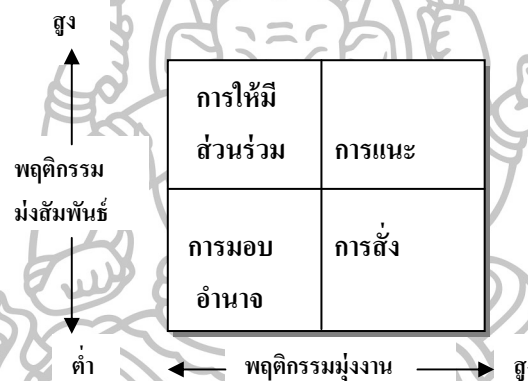 สูง
การให้มี
ส่วนร่วม
การแนะ
พฤติกรรม
ม่งสัมพันธ์
การมอบ
การสั่ง
อำนาจ
ต่ำ
พฤติกรรมมุ่งงาน